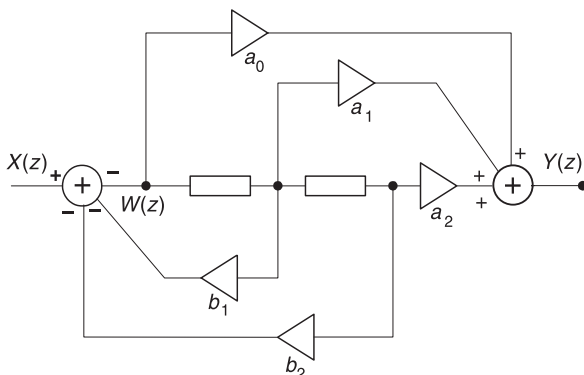 a0
a1
X(z) + + − W(z) a2 + + + + Y(z)
− −
b1
b2